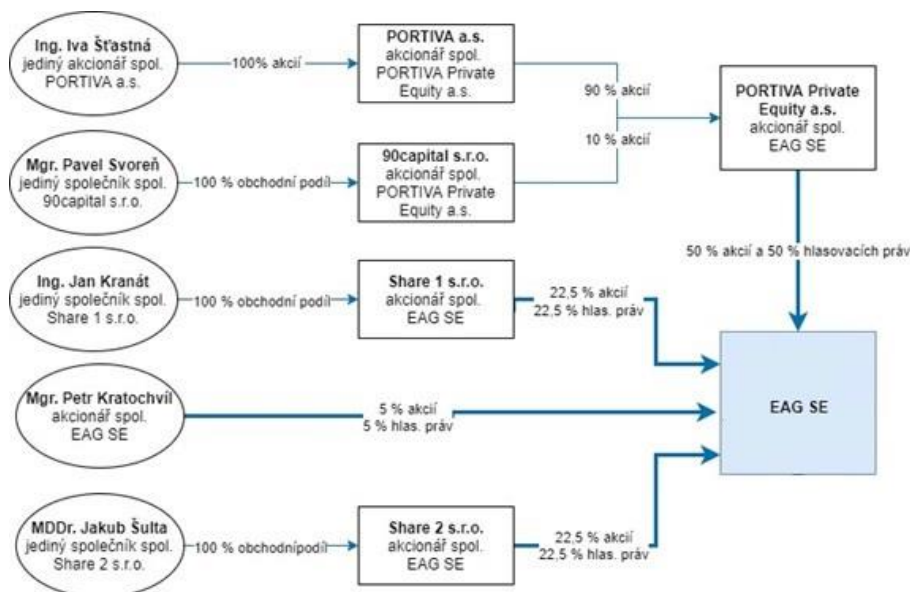 Ing. Iva Šťastná
jediný akcionář spol.
PORTIVA a.s.
100% akcií
PORTIVA a.s.
akcionář spol.
PORTIVA Private
Equity a.s.
90 % akcií
10 % akcií
PORTIVA Private
Equity a.s.
akcionář spol.
EAG SE
Mgr. Pavel Svoreň
jediný společník spol.
90capital s.r.o.
100 % obchodní podíl
90capital s.r.o.
akcionář spol.
PORTIVA Private
Equity a.s.
50 % akcií a 50 % hlasovacích práv
Ing. Jan Kranát
jediný společník spol.
Share 1 s.r.o.
100 % obchodní podíl
Share 1 s.r.o.
akcionář spol.
EAG SE
22,5 % akcií
22,5 % hlas. práv
Mgr. Petr Kratochvíl
akcionář spol.
EAG SE
5 % akcií
5 % hlas. práv
EAG SE
MDDr. Jakub Šulta
jediný společník spol.
Share 2 s.r.o.
100 % obchodnípodíl
Share 2 s.r.o.
akcionář spol.
EAG SE
22,5 % akcií
22,5 % hlas. práv